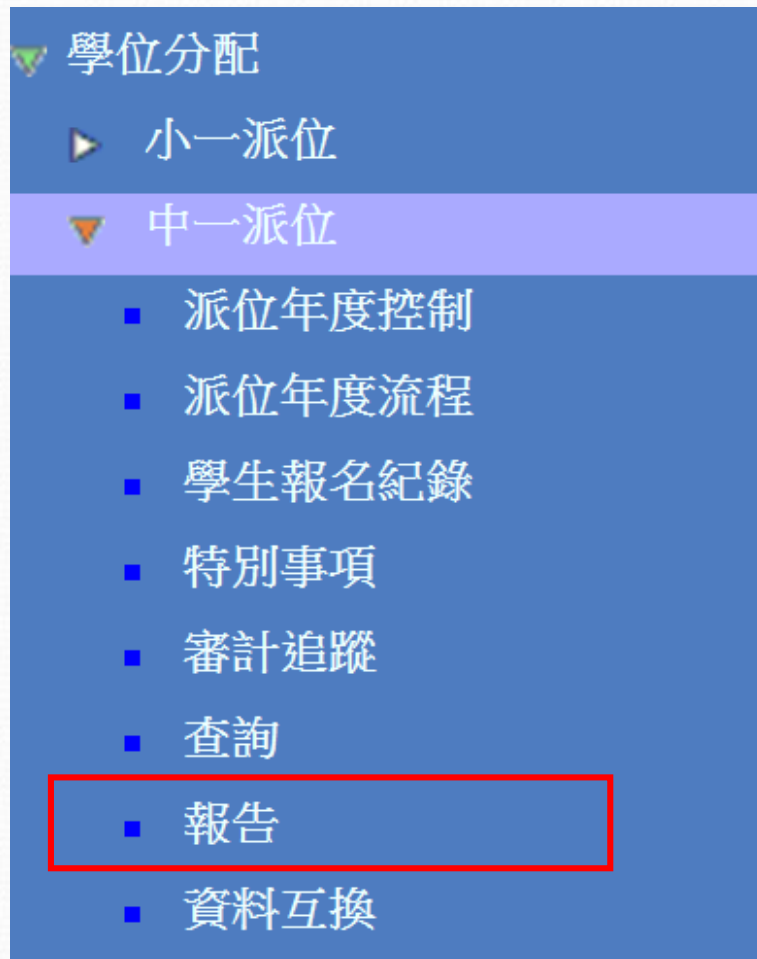 學位分配
小一派位
中一派位
派位年度控制
派位年度流程
學生報名紀錄
特別事項
審計追蹤
查詢
報告
資料互換